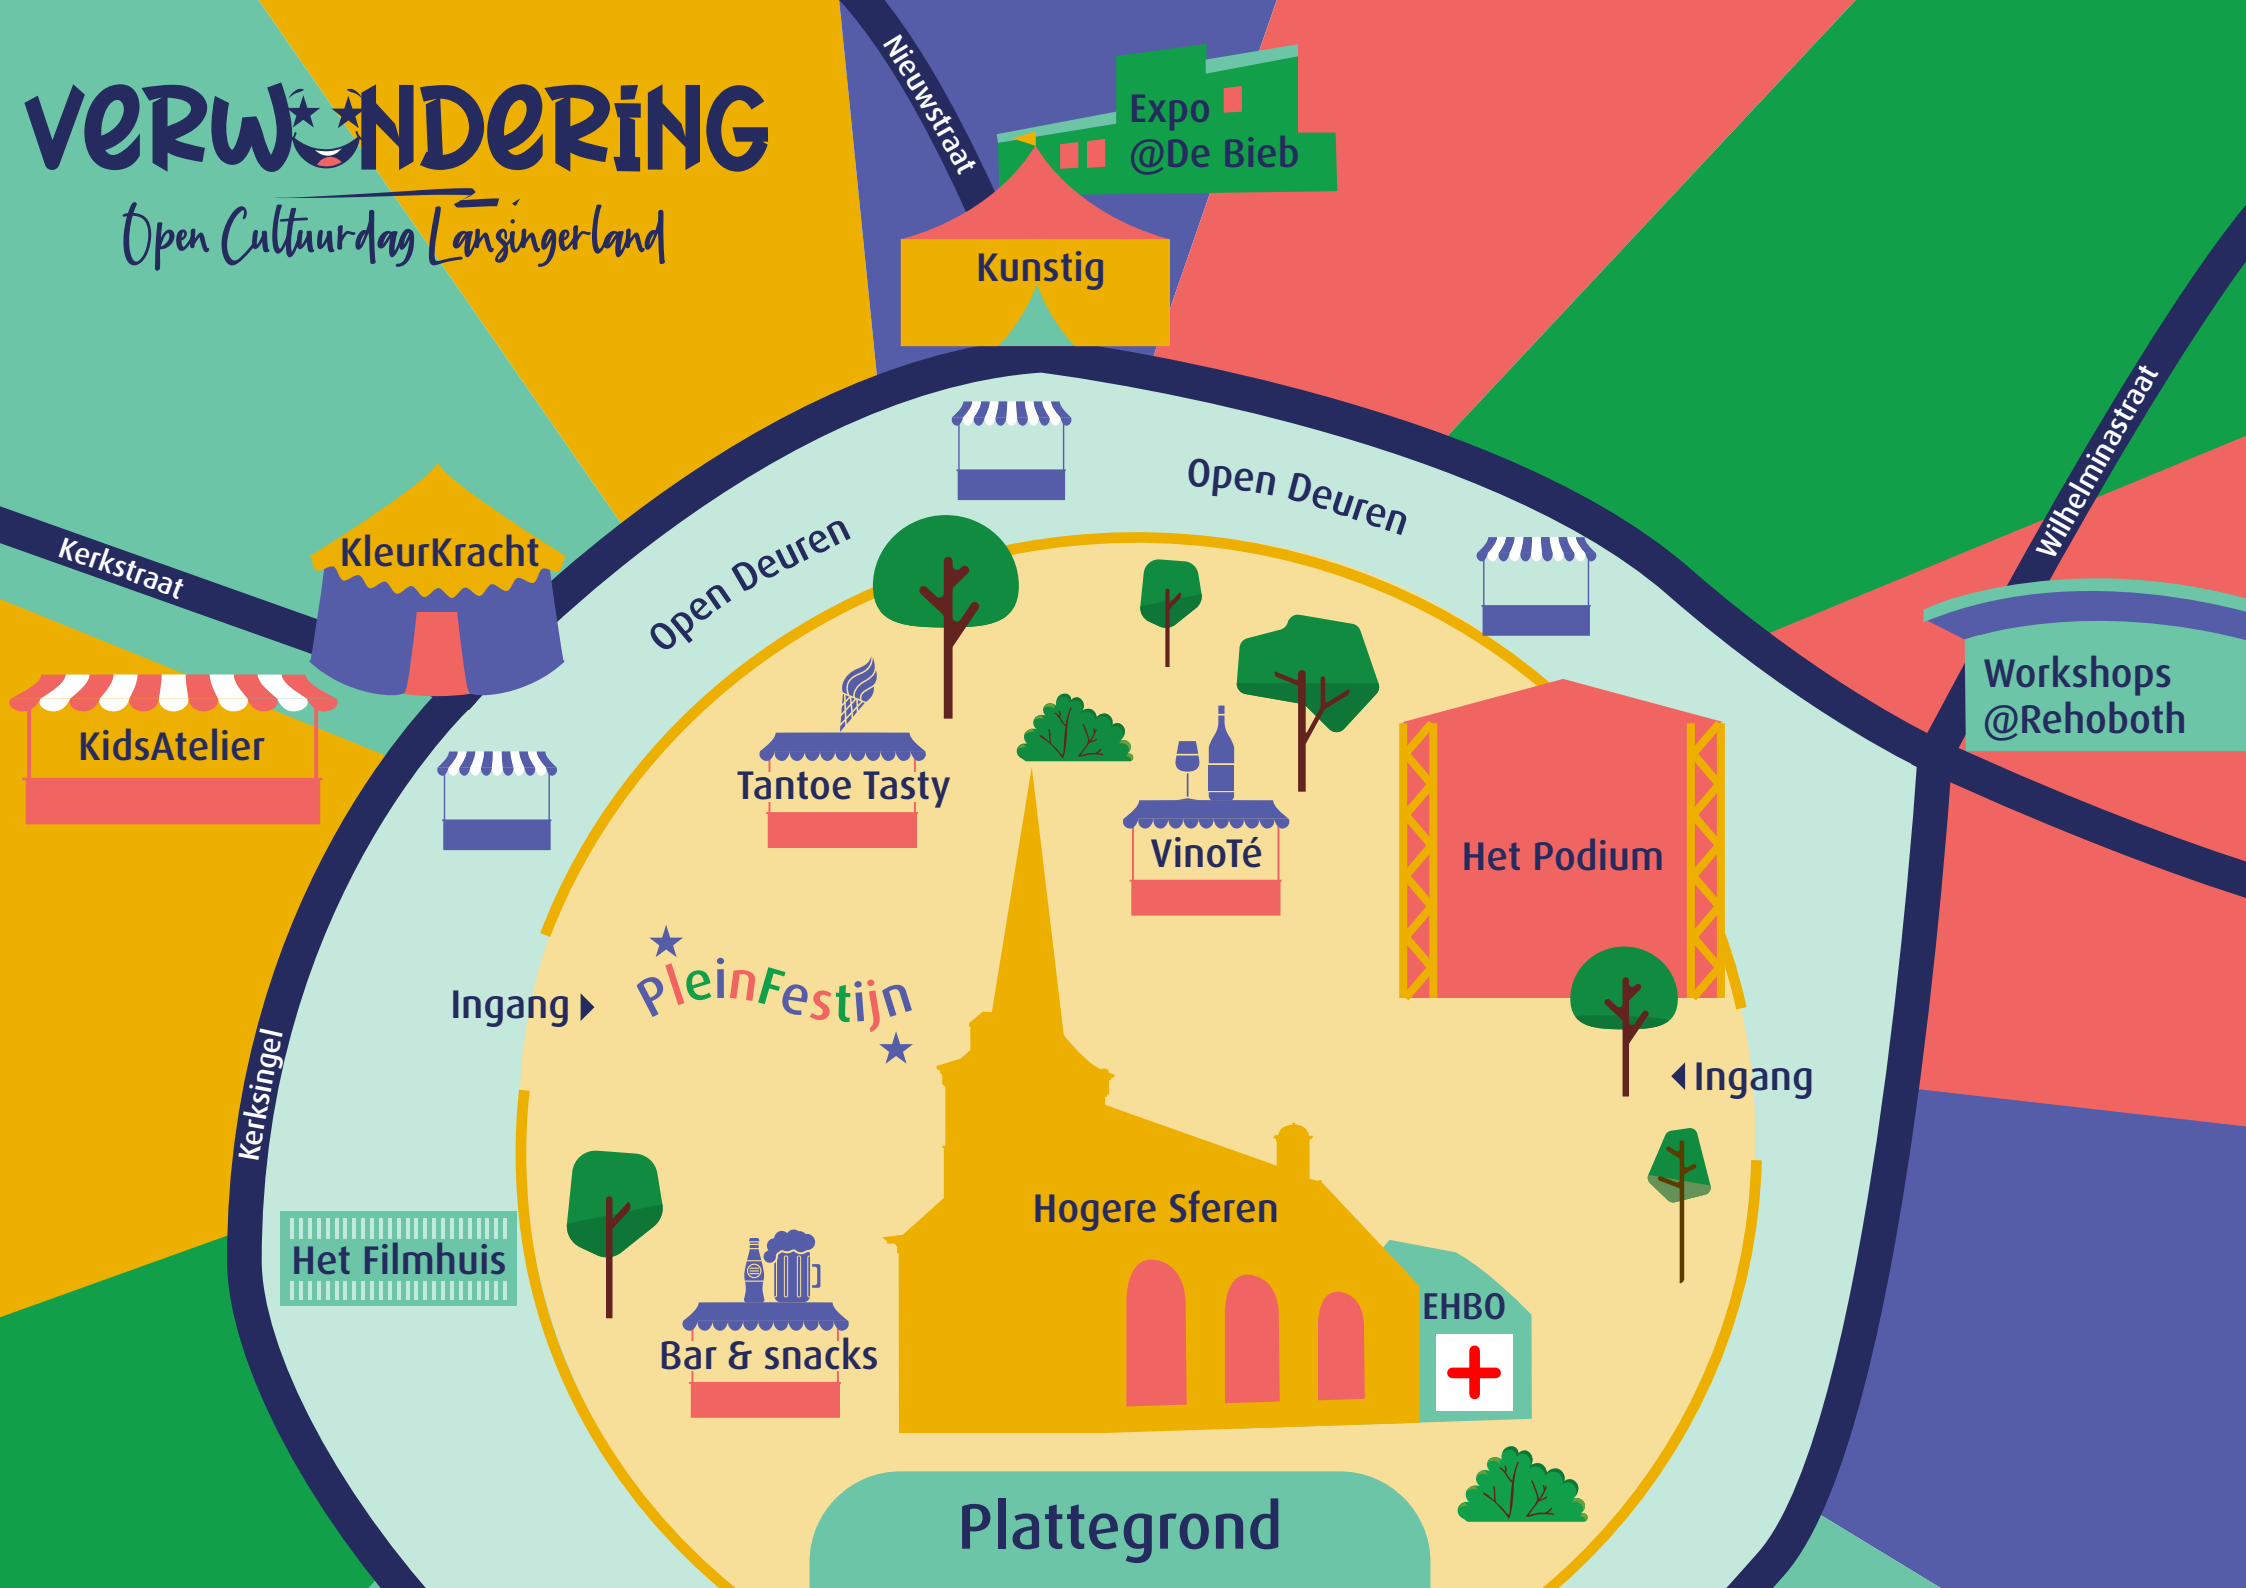 VERWONDERING
Open Cultuurdag Lansingerland
Nieuwstraat
Expo
@De Bieb
Kunstig
Wilhelminastraat
Open Deuren
Open Deuren
Kerkstraat
KleurKracht
KidsAtelier
Workshops
@Rehoboth
Tantoe Tasty
VinoTé
Het Podium
PleinFestijn
Ingang
Ingang
Kerksingel
Hogere Sferen
Het Filmhuis
EHBO
Bar & snacks
Plattegrond